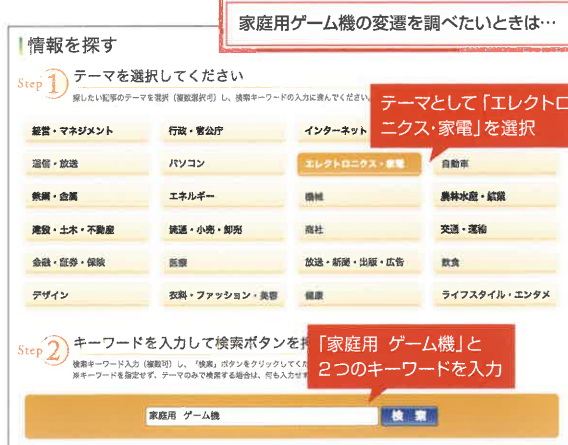 家庭用ゲーム機の変遷を調べたいときは…
情報を探す
Step 1 テーマを選択してください
探したい記事のテーマを選択（複数選択可）し、検索キーワードの入力に進んでください。
テーマとして「エレクトロ
ニクス・家電」を選択
経営・マネジメント 行政・官公庁 インターネット
通信・放送 パソコン エレクトロニクス・家電 自動車
鉄鋼・金属 エネルギー 機械 農林水産・鉱業
建設・土木・不動産 流通・小売・卸売 商社 交通・運輸
金融・証券・保険 医療 放送・新聞・出版・広告 飲食
デザイン 衣料・ファッション・美容 健康 ライフスタイル・エンタメ
Step 2 キーワードを入力して検索ボタンを押
検索キーワード入力（複数可）し、「検索」ボタンをクリックしてくだ
※キーワードを指定せず、テーマのみで検索する場合は、何も入力せず
「家庭用 ゲーム機」と
2つのキーワードを入力
家庭用 ゲーム機 検 索